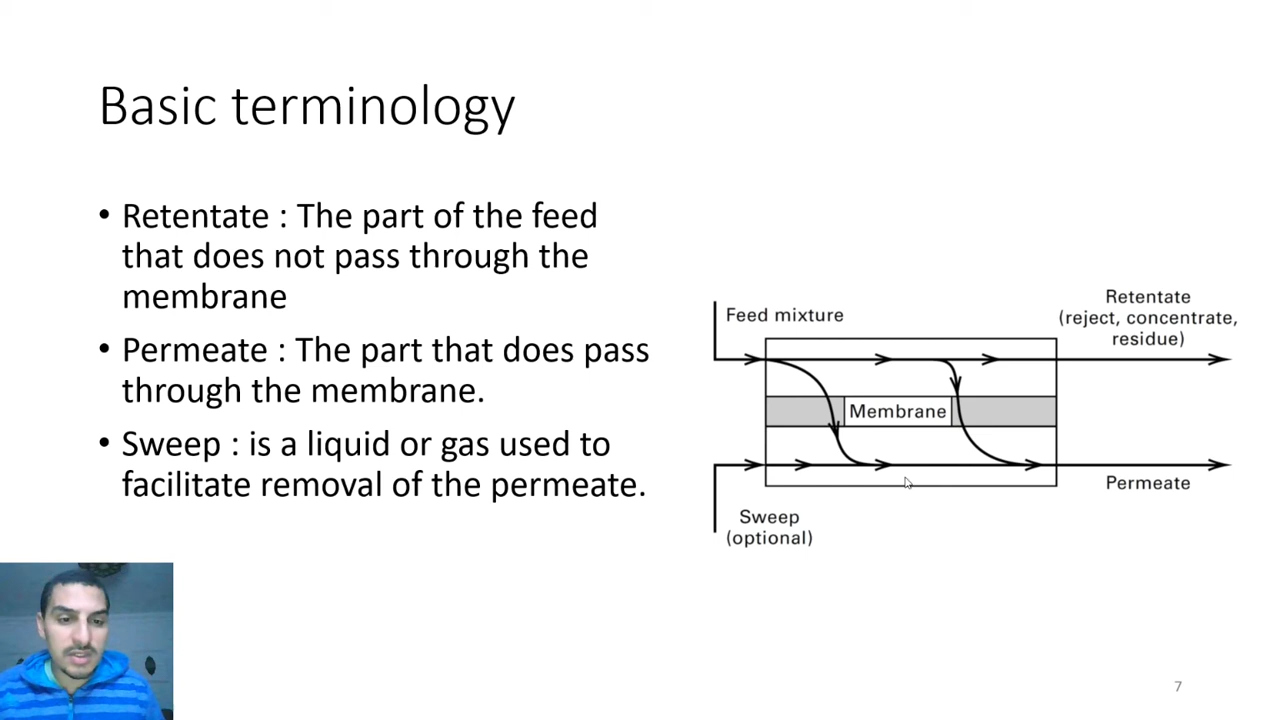 Basic terminology
• Retentate : The part of the feed
that does not pass through the
membrane
• Permeate : The part that does pass
through the membrane.
• Sweep : is a liquid or gas used to
facilitate removal of the permeate.
Feed mixture
Retentate
(reject, concentrate,
residue)
Membrane
Permeate
Sweep
(optional)
7